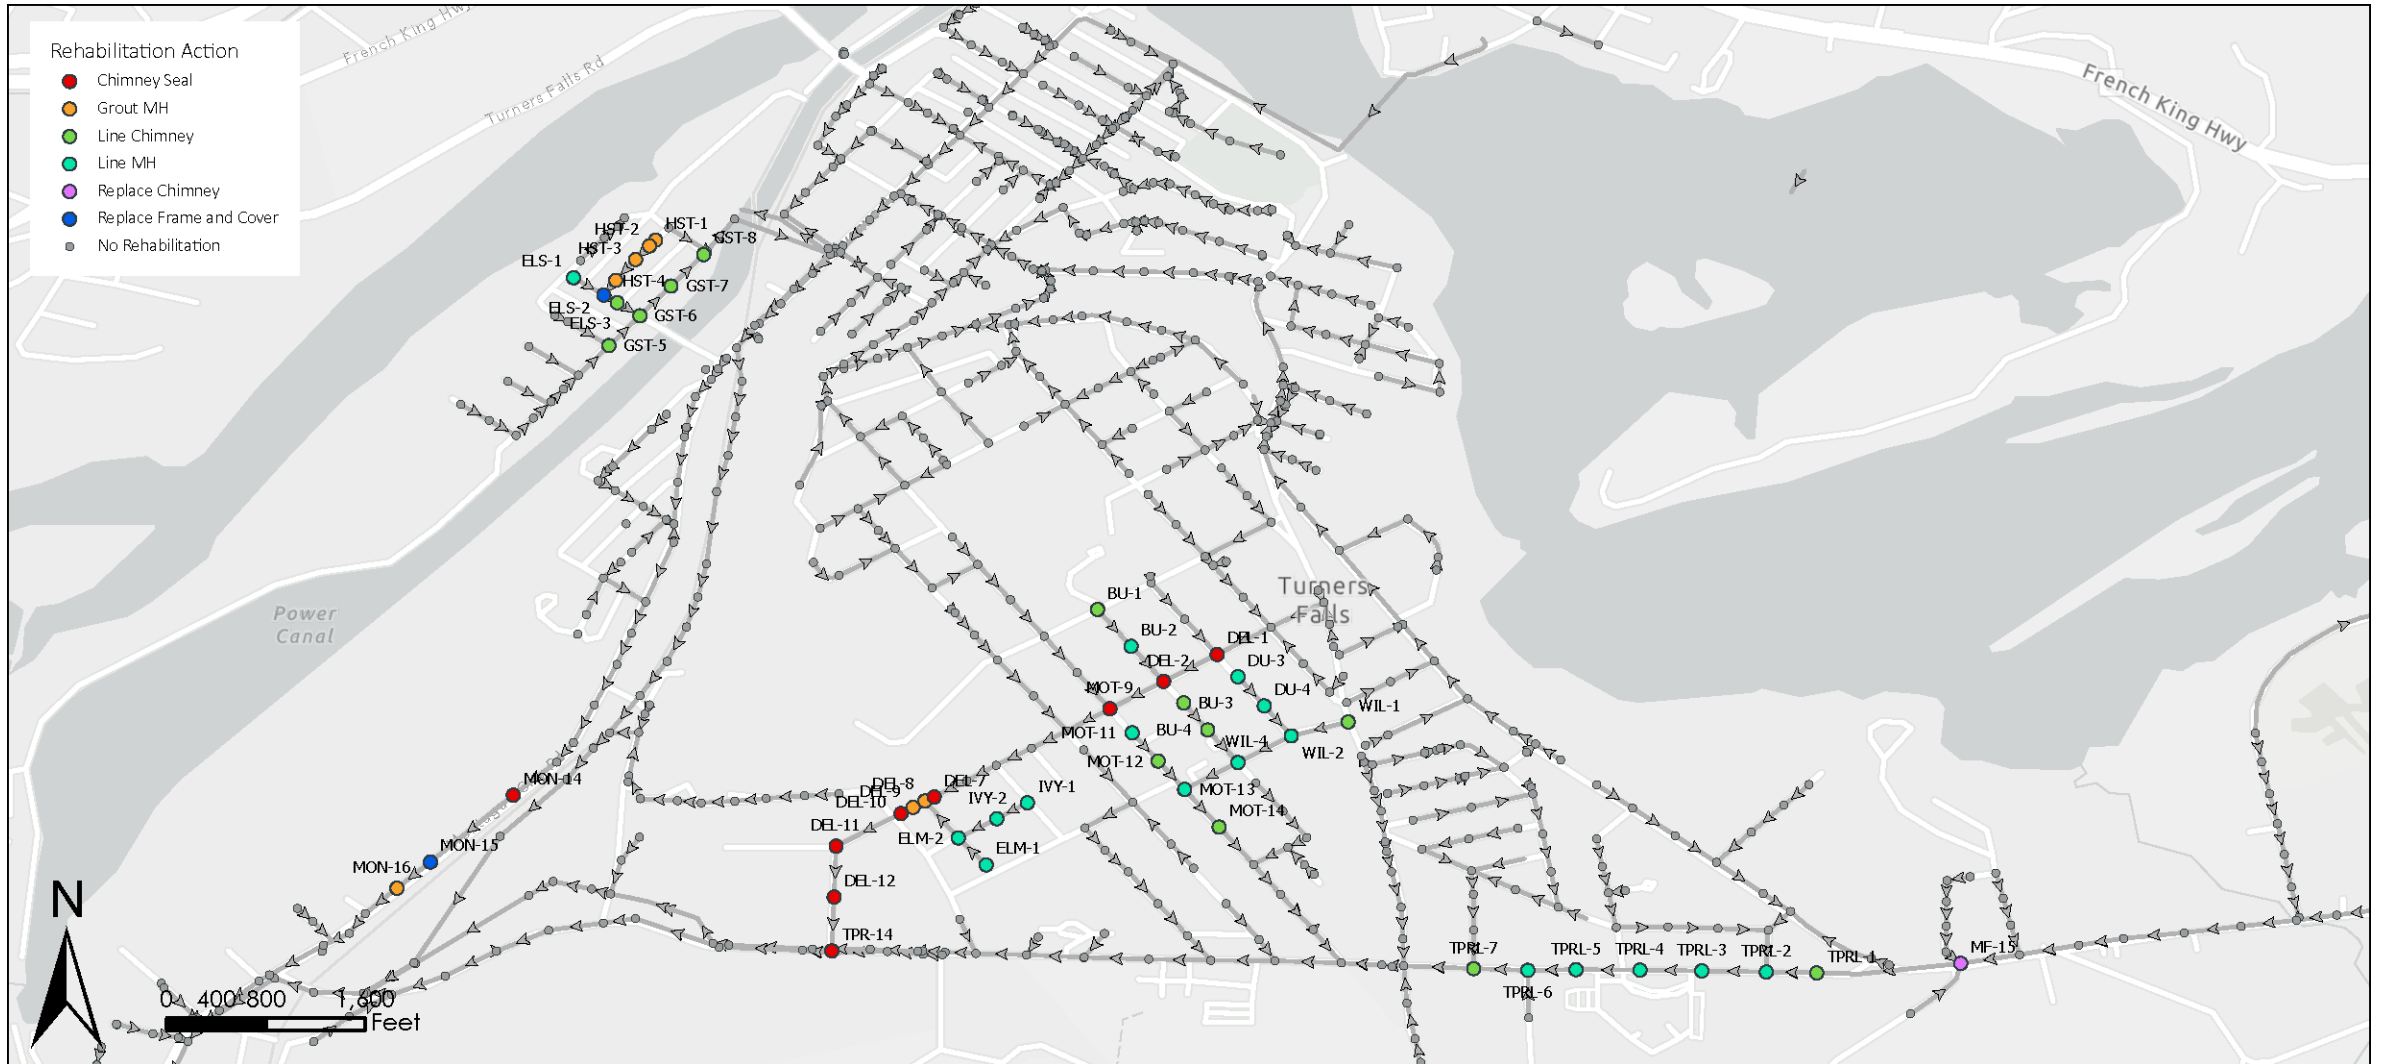 French King Hwy
Turners Falls Rd
French King Hwy
Rehabilitation Action
Chimney Seal
Grout MH
Line Chimney
Line MH
Replace Chimney
Replace Frame and Cover
No Rehabilitation
HST-2
HST-1
HST-3
GST-8
ELS-1
HST-4
GST-7
ELS-2
ELS-3
GST-6
GST-5
Power
Canal
Turners
Falls
BU-1
BU-2
DEL-1
DEL-2
DU-3
MOT-9
DU-4
BU-3
WIL-1
MOT-11
BU-4
WIL-4
WIL-2
MOT-12
MOT-13
MON-14
DEL-8
DEL-7
DEL-9
DEL-10
IVY-2
IVY-1
MOT-14
DEL-11
ELM-2
ELM-1
MON-15
MON-16
DEL-12
TPR-14
TPRL-7
TPRL-5
TPRL-4
TPRL-3
TPRL-2
TPRL-1
MF-15
TPRL-6
N
0 400 800 1,600
Feet